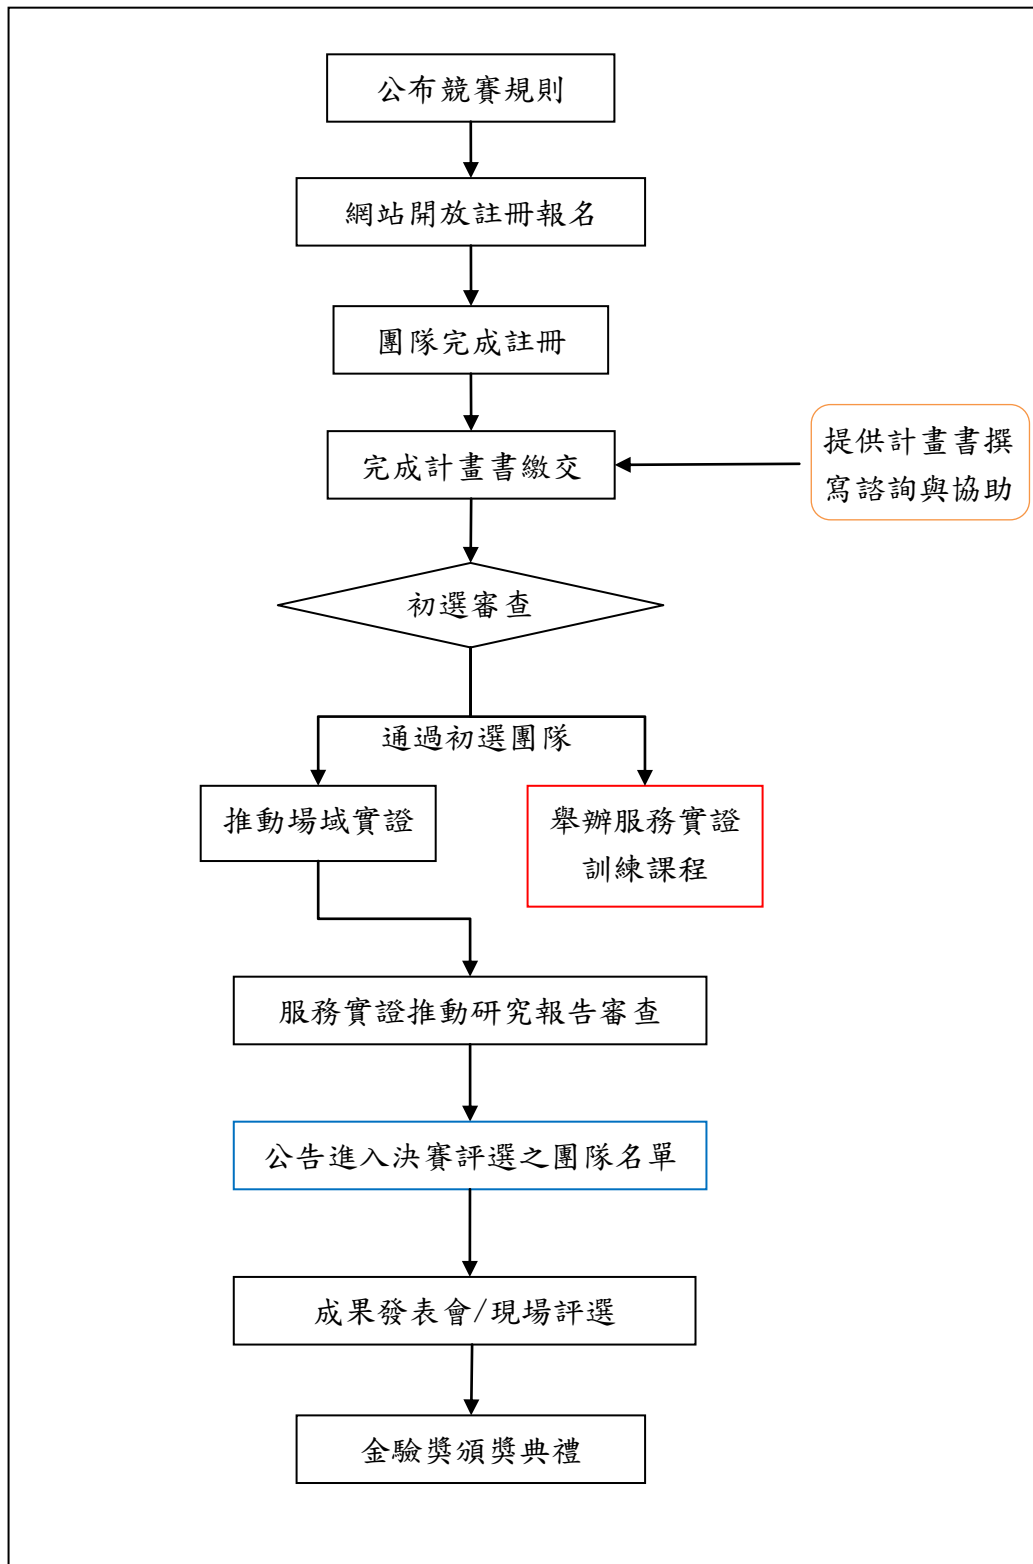 公布競賽規則
網站開放註冊報名
團隊完成註冊
完成計畫書繳交
提供計畫書撰
寫諮詢與協助
初選審查
通過初選團隊
推動場域實證
舉辦服務實證
訓練課程
服務實證推動研究報告審查
公告進入決賽評選之團隊名單
成果發表會/現場評選
金驗獎頒獎典禮